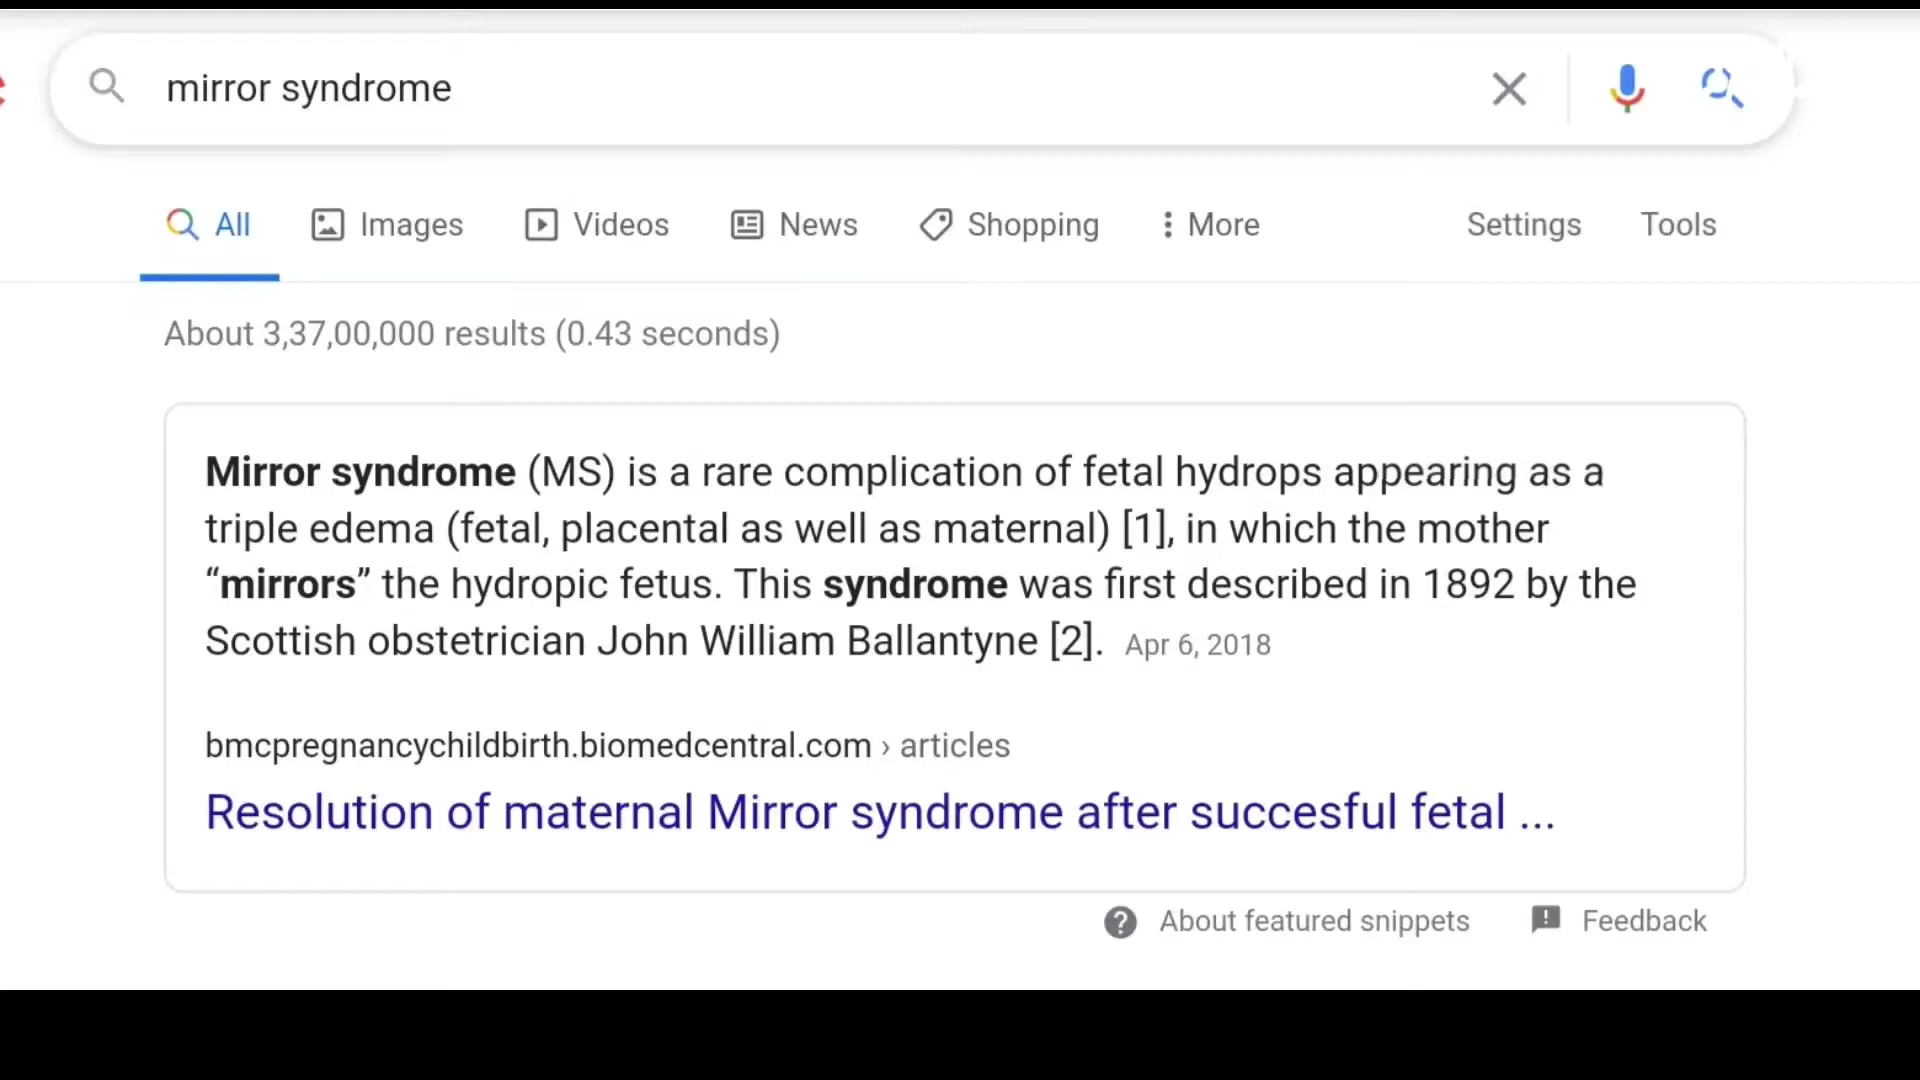 mirror syndrome
All Images Videos News Shopping More Settings Tools
About 3,37,00,000 results (0.43 seconds)
Mirror syndrome (MS) is a rare complication of fetal hydrops appearing as a
triple edema (fetal, placental as well as maternal) [1], in which the mother
“mirrors” the hydropic fetus. This syndrome was first described in 1892 by the
Scottish obstetrician John William Ballantyne [2]. Apr 6, 2018
bmcpregnancychildbirth.biomedcentral.com › articles
Resolution of maternal Mirror syndrome after succesful fetal ...
About featured snippets Feedback